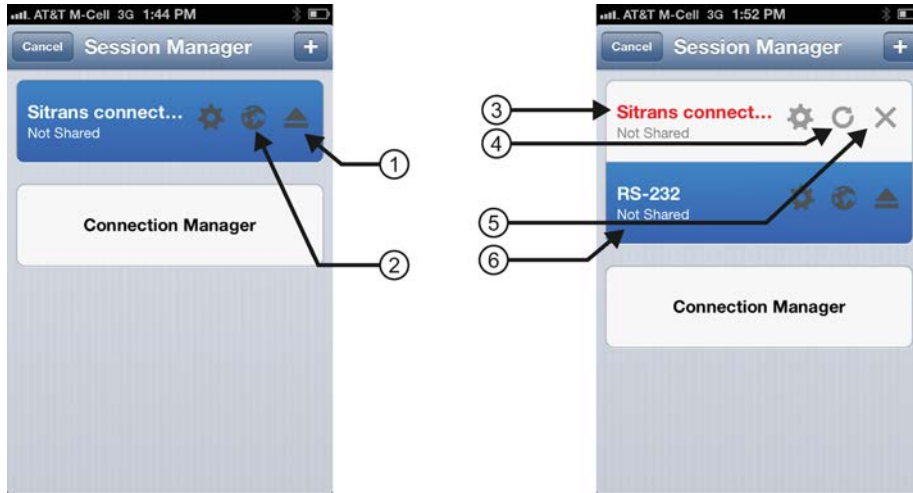 AT&T M-Cell 3G 1:44 PM
Cancel Session Manager +
Sitrans connect...
Not Shared
Connection Manager
1
2
AT&T M-Cell 3G 1:52 PM
Cancel Session Manager +
Sitrans connect...
Not Shared
RS-232
Not Shared
Connection Manager
3
4
5
6